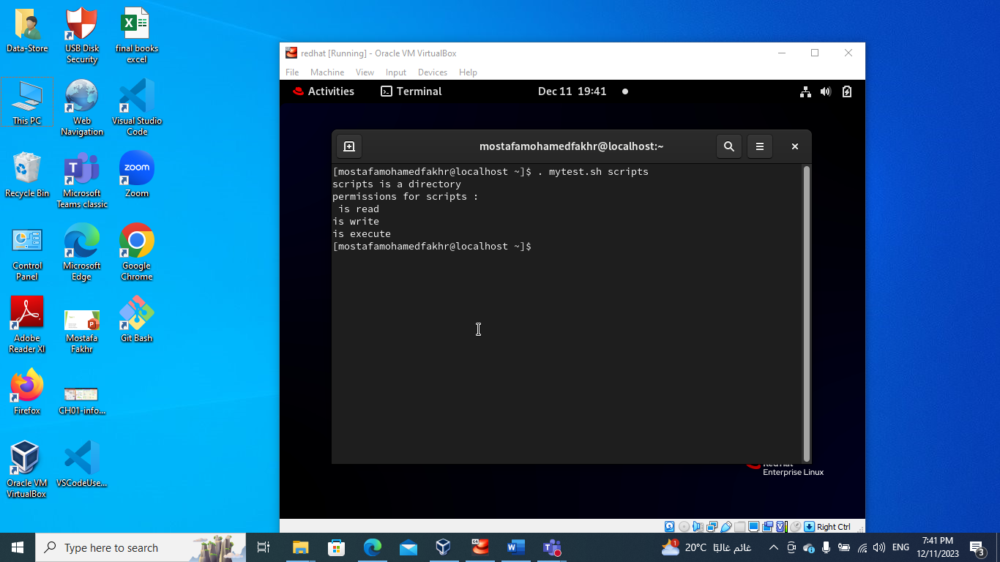 Data-Store
USB Disk
Security
final books
excel
This PC
Web
Navigation
Visual Studio
Code
Recycle Bin
Microsoft
Teams classic
zoom
Zoom
Control
Panel
Microsoft
Edge
Google
Chrome
Adobe
Reader XI
Mostafa
Fakhr
Git Bash
Firefox
CH01-info...
Oracle VM
VirtualBox
VSCodeUse...
redhat [Running] - Oracle VM VirtualBox
File Machine View Input Devices Help
Activities Terminal Dec 11 19:41
mostafamohamedfakhr@localhost:~
[mostafamohamedfakhr@localhost ~]$ . mytest.sh scripts
scripts is a directory
permissions for scripts :
 is read
is write
is execute
[mostafamohamedfakhr@localhost ~]$
Enterprise Linux
Right Ctrl
Type here to search
1
20°C غائم غالبًا
ENG
7:41 PM
12/11/2023
3